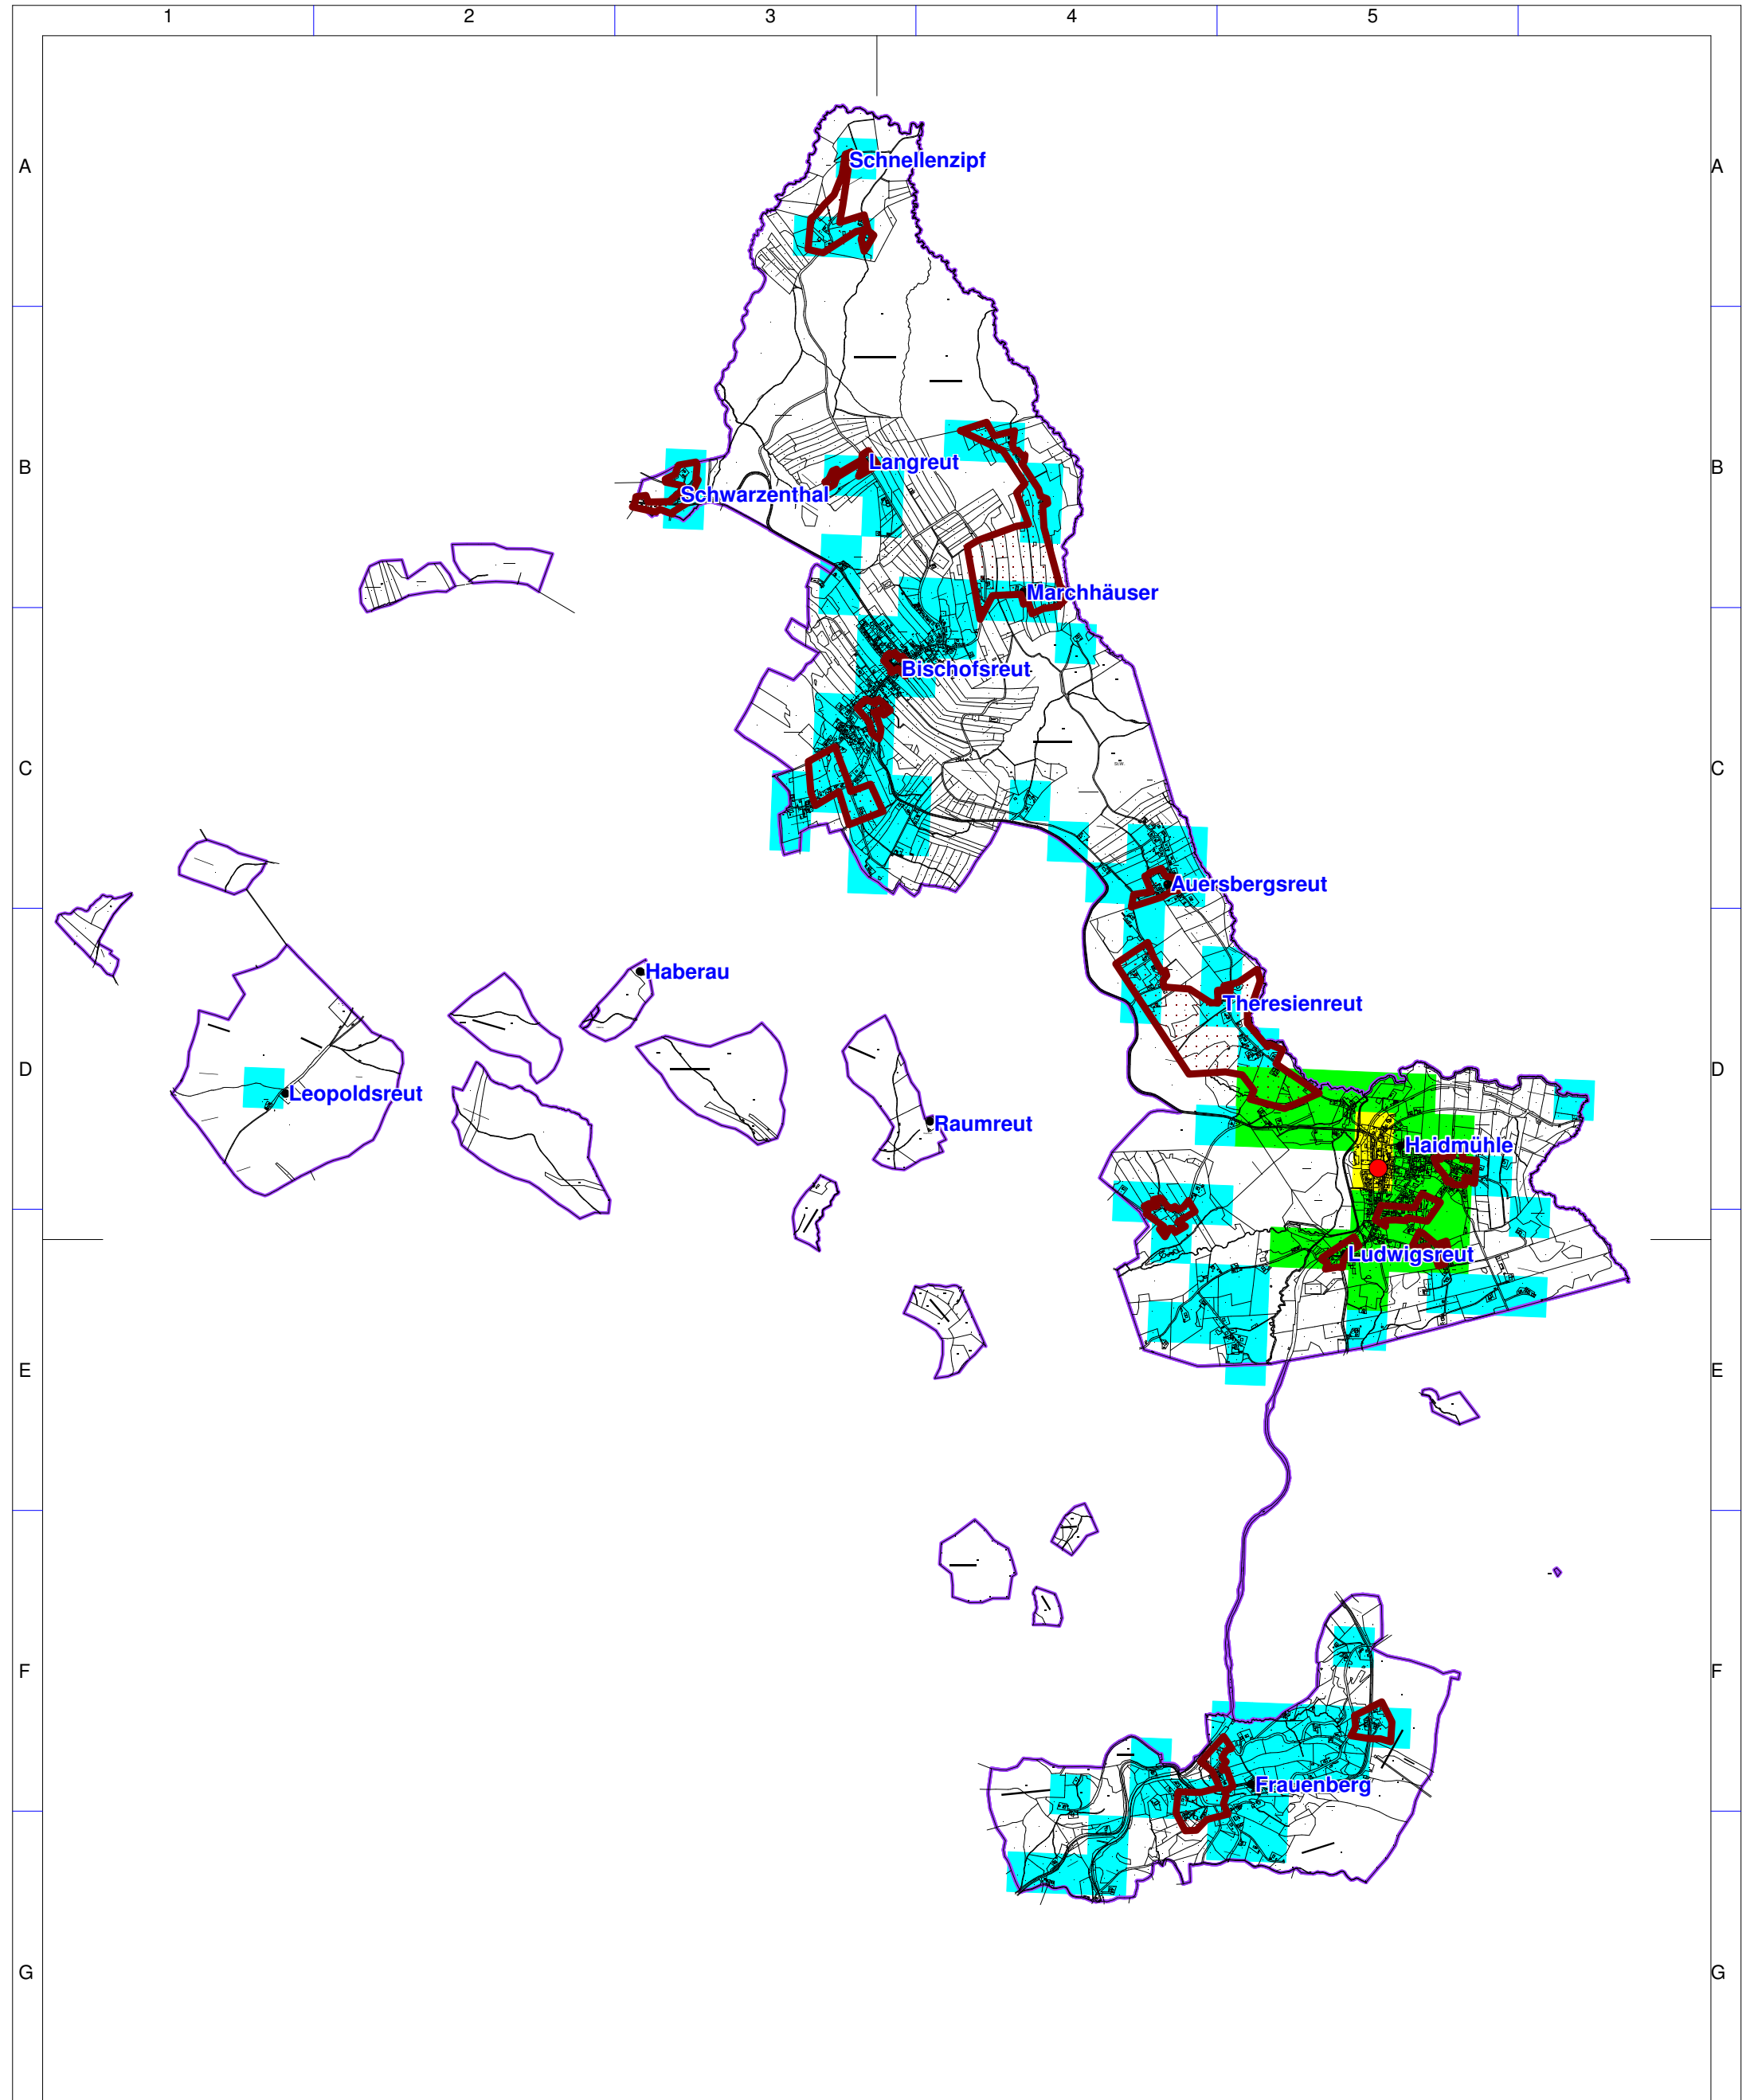 1 2 3 4 5
A A
Schnellenzipf
B B
Langreut
Schwarzenthal
Marchhäuser
Bischofsreut
C C
Auersbergsreut
Haberau
Theresienreut
D D
Leopoldsreut
Raumreut
Haidmühle
Ludwigsreut
E E
F F
Frauenberg
G G